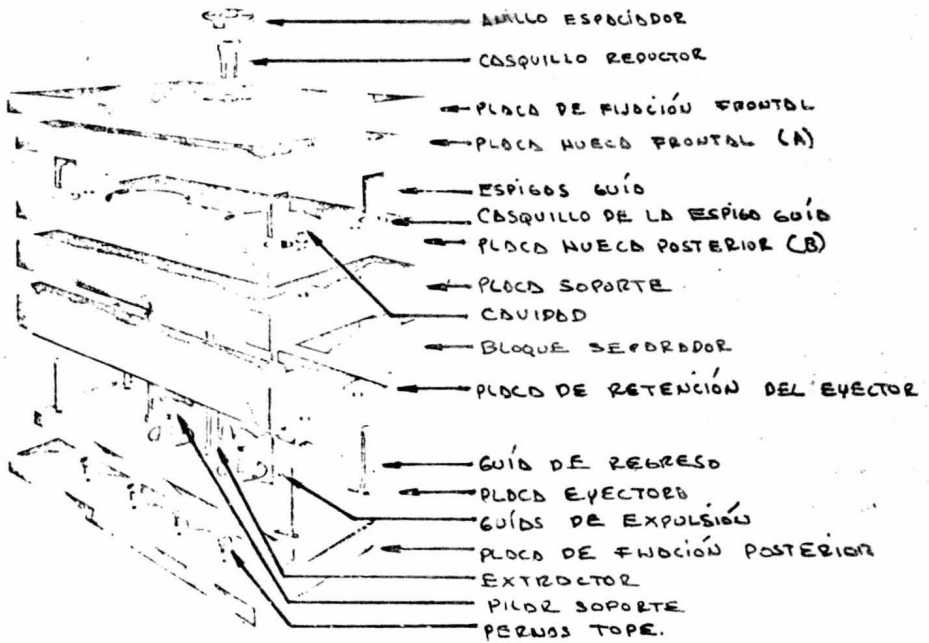 ANILLO ESPACIADOR
CASQUILLO REDUCTOR
PLACA DE FIJACIÓN FRONTAL
PLACA HUECA FRONTAL (A)
ESPIGAS GUÍA
CASQUILLO DE LA ESPIGA GUÍA
PLACA HUECA POSTERIOR (B)
PLACA SOPORTE
CAVIDAD
BLOQUE SEPARADOR
PLACA DE RETENCIÓN DEL EYECTOR
GUÍA DE REGRESO
PLACA EYECTORA
GUÍAS DE EXPULSIÓN
PLACA DE FIJACIÓN POSTERIOR
EXTRACTOR
PILAR SOPORTE
PERNOS TOPE.